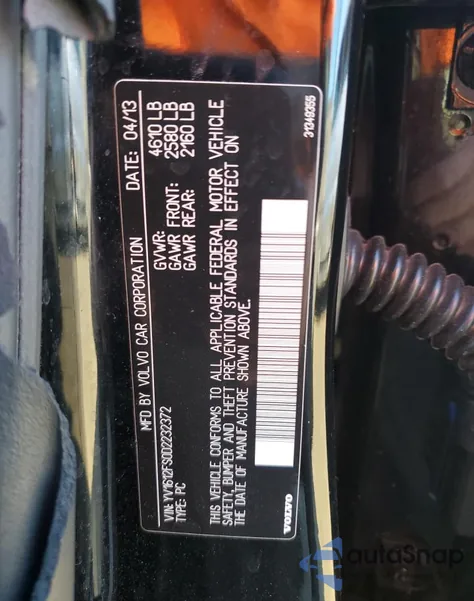 MFD BY VOLVO CAR CORPORATION DATE: 04/13
GVWR: 4610 LB
GAWR FRONT: 2580 LB
GAWR REAR: 2160 LB
VIN: YV1612FS0D2232372
TYPE: PC
THIS VEHICLE CONFORMS TO ALL APPLICABLE FEDERAL MOTOR VEHICLE
SAFETY, BUMPER AND THEFT PREVENTION STANDARDS IN EFFECT ON
THE DATE OF MANUFACTURE SHOWN ABOVE.
VOLVO
31349355
autoSnap